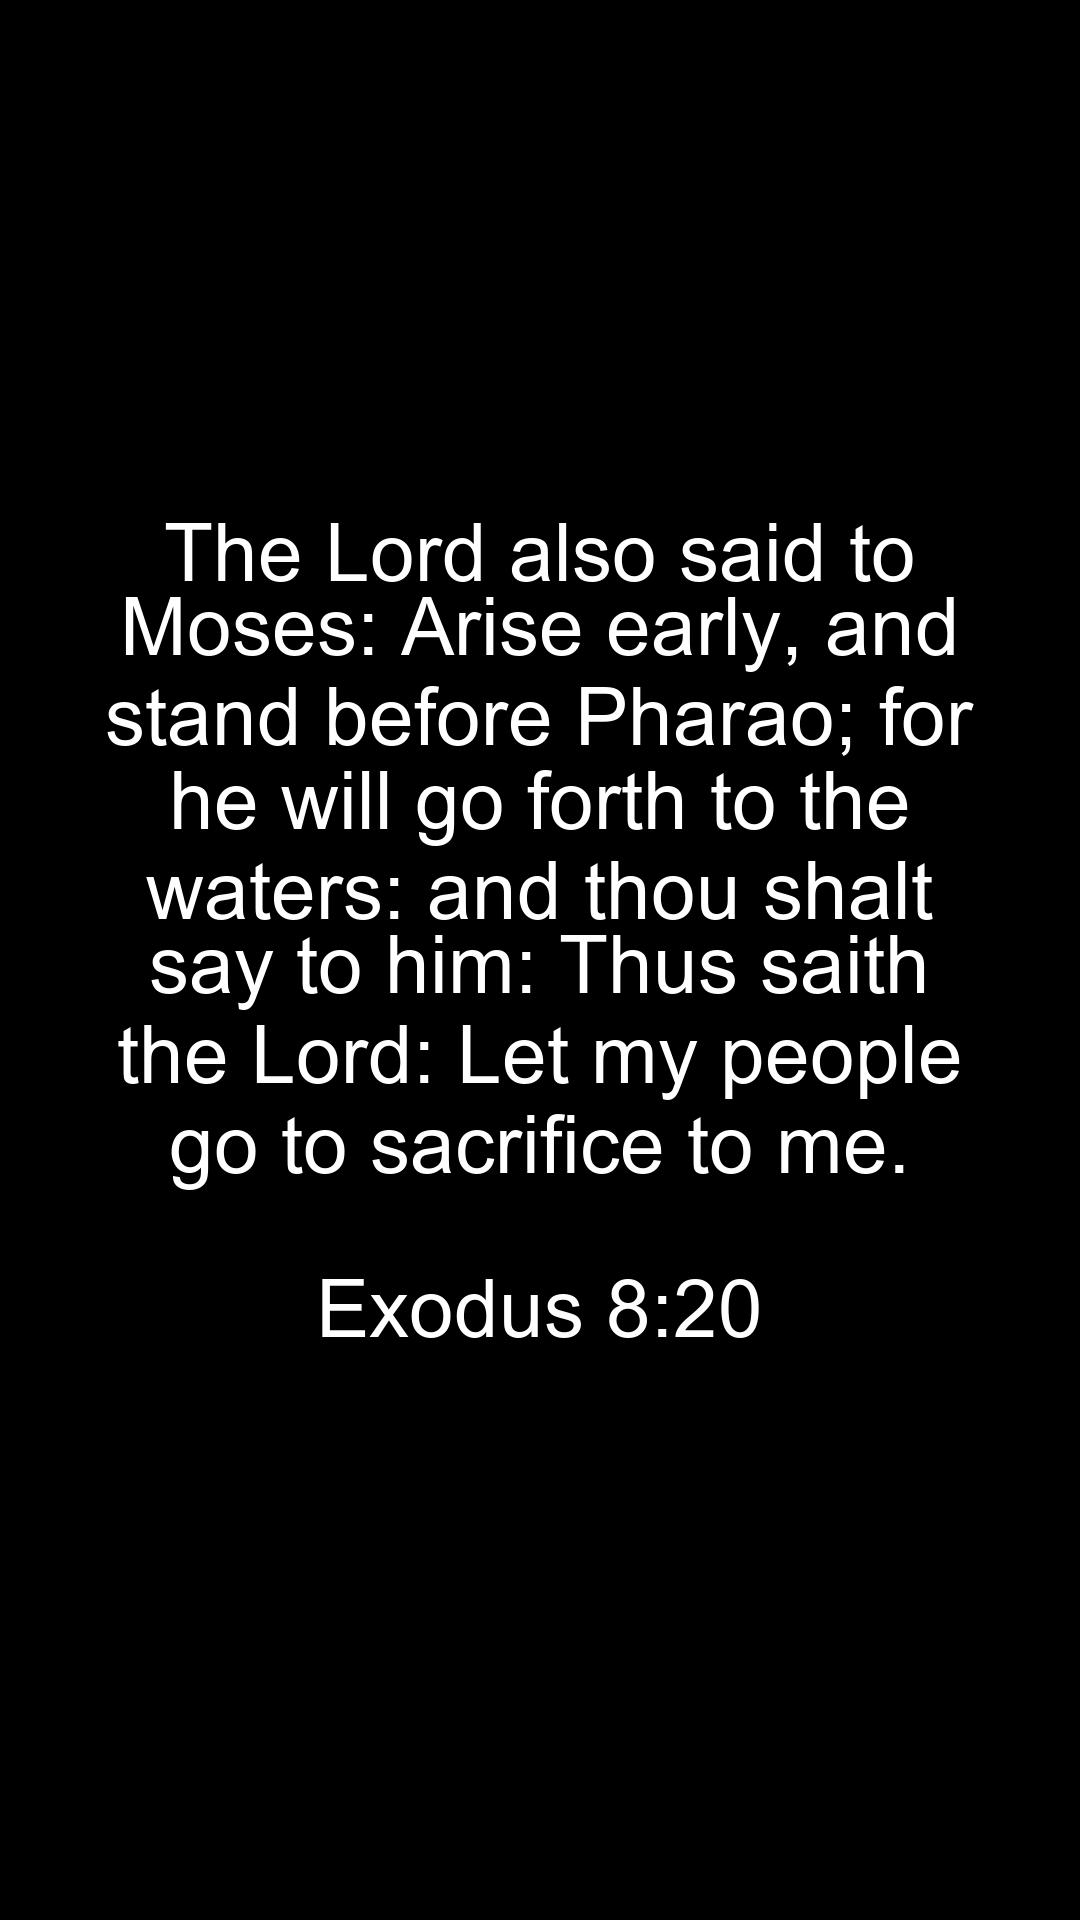 The Lord also said to
Moses: Arise early, and
stand before Pharao; for
he will go forth to the
waters: and thou shalt
say to him: Thus saith
the Lord: Let my people
go to sacrifice to me.
Exodus 8:20